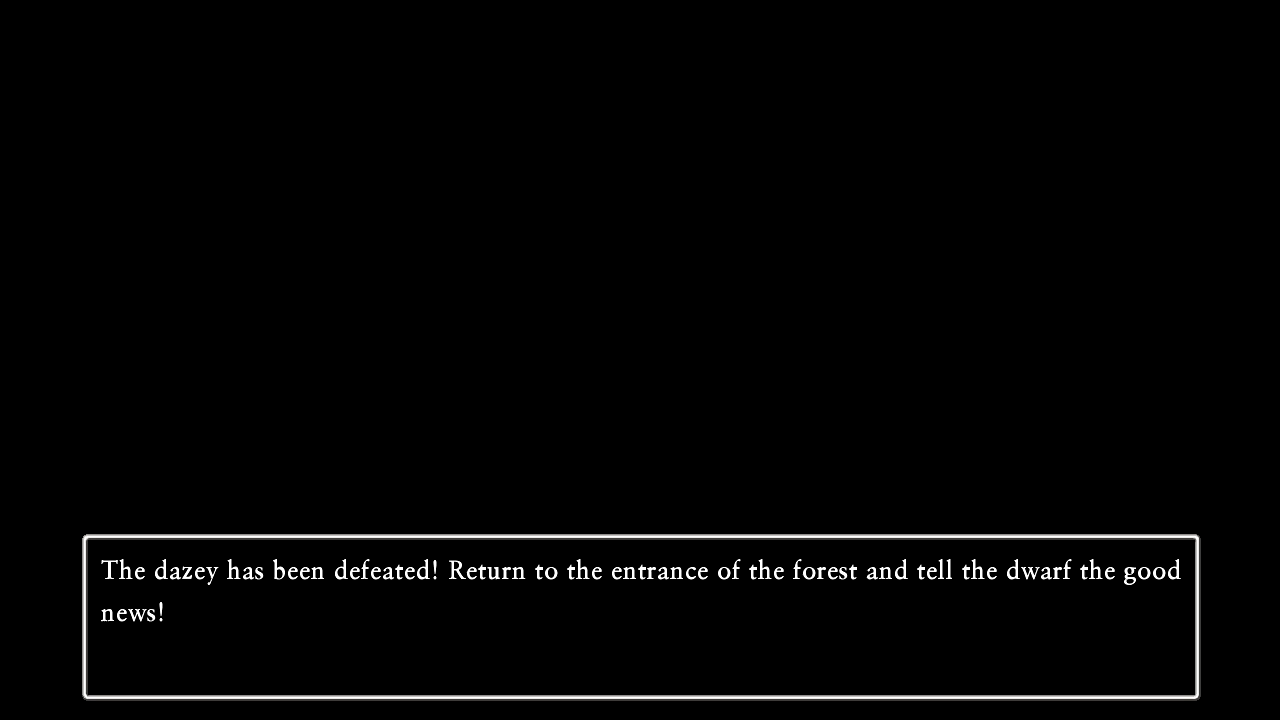 The dazey has been defeated! Return to the entrance of the forest and tell the dwarf the good
news!